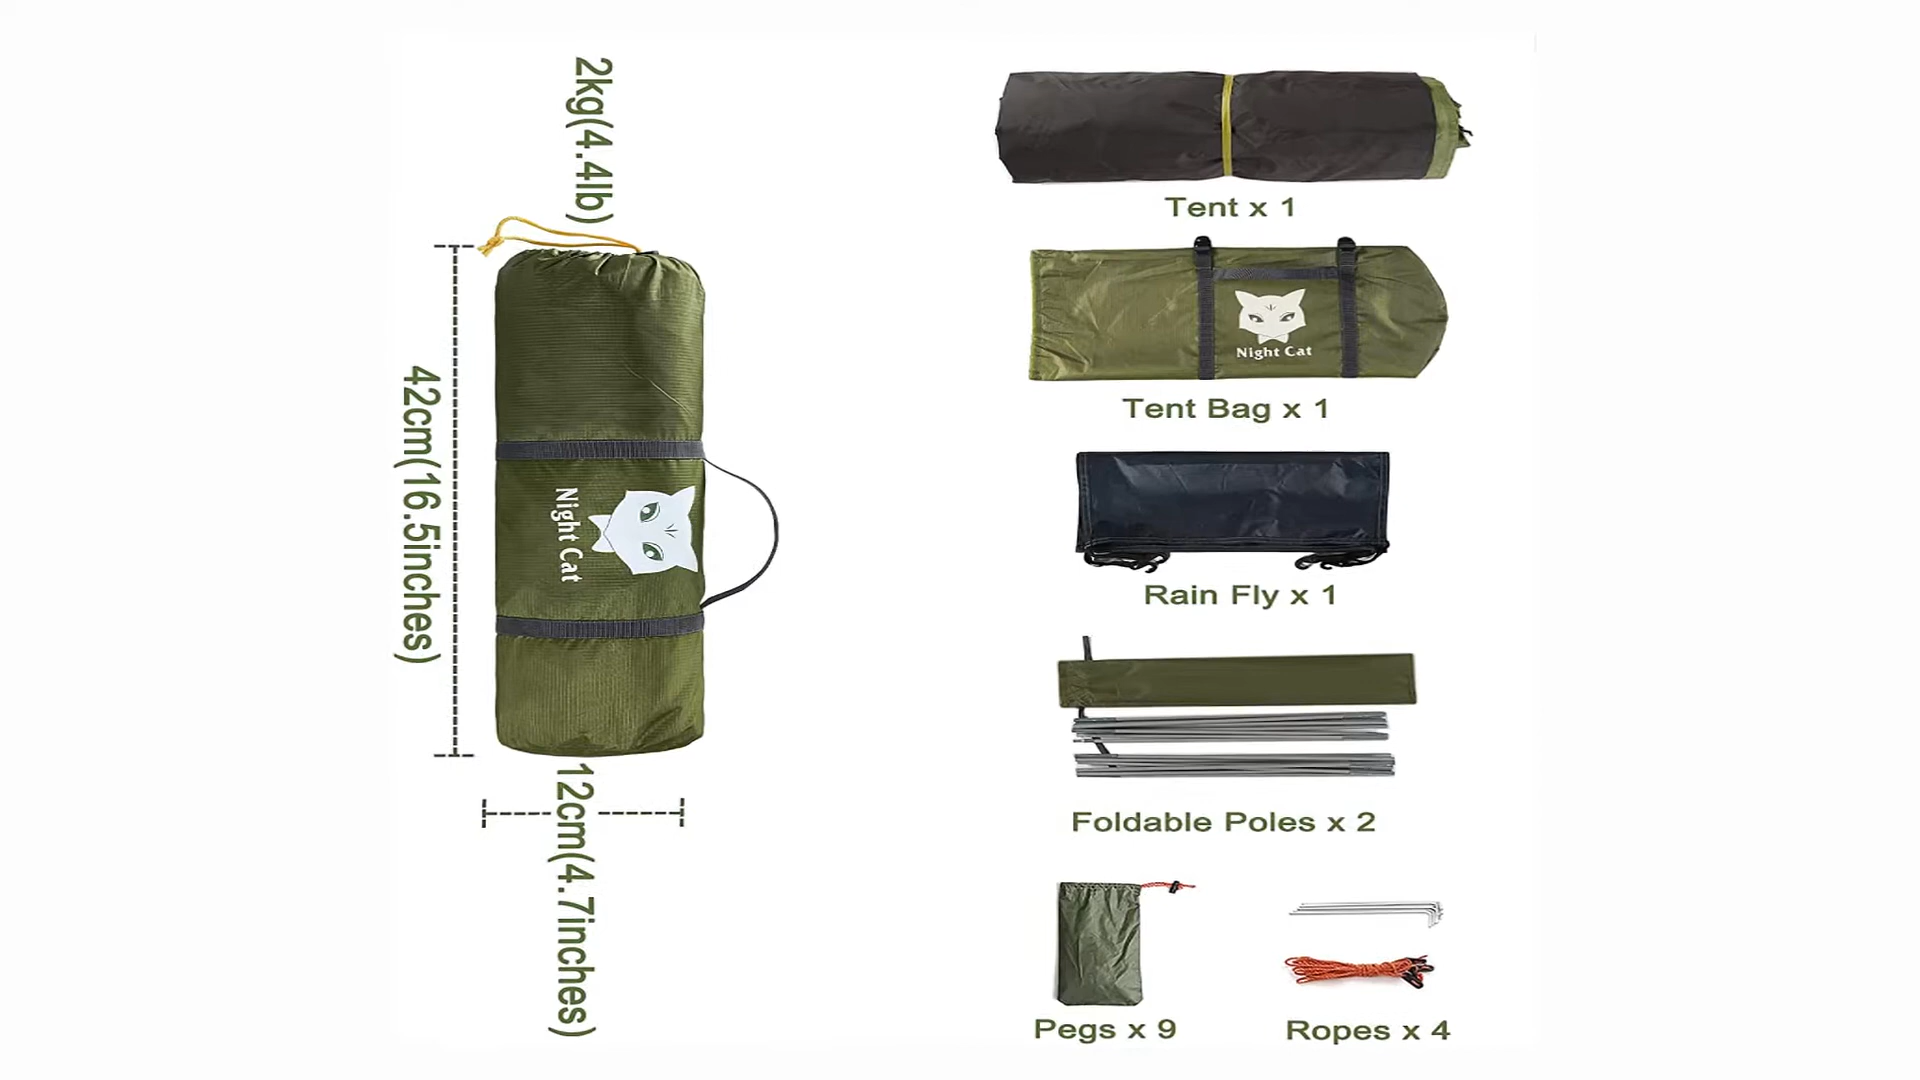 2kg(4.4lb)
42cm(16.5inches)
Night Cat
12cm(4.7inches)
Tent x 1
Night Cat
Tent Bag x 1
Rain Fly x 1
Foldable Poles x 2
Pegs x 9
Ropes x 4